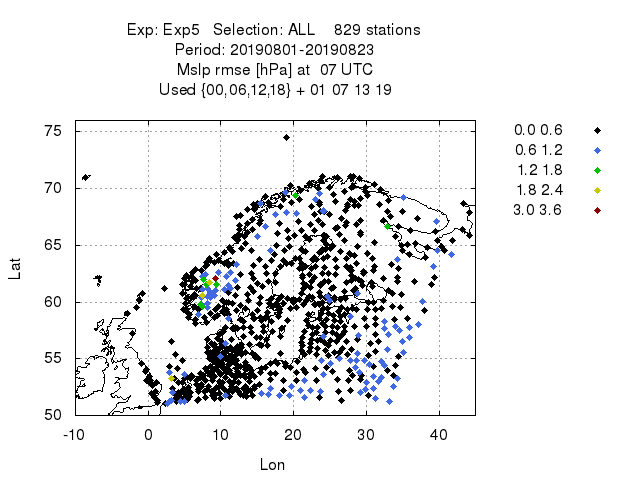 Exp: Exp5 Selection: ALL 829 stations
Period: 20190801-20190823
Mslp rmse [hPa] at 07 UTC
Used {00,06,12,18} + 01 07 13 19
75
70
65
60
55
50
Lat
-10 0 10 20 30 40
Lon
0.0 0.6
0.6 1.2
1.2 1.8
1.8 2.4
3.0 3.6